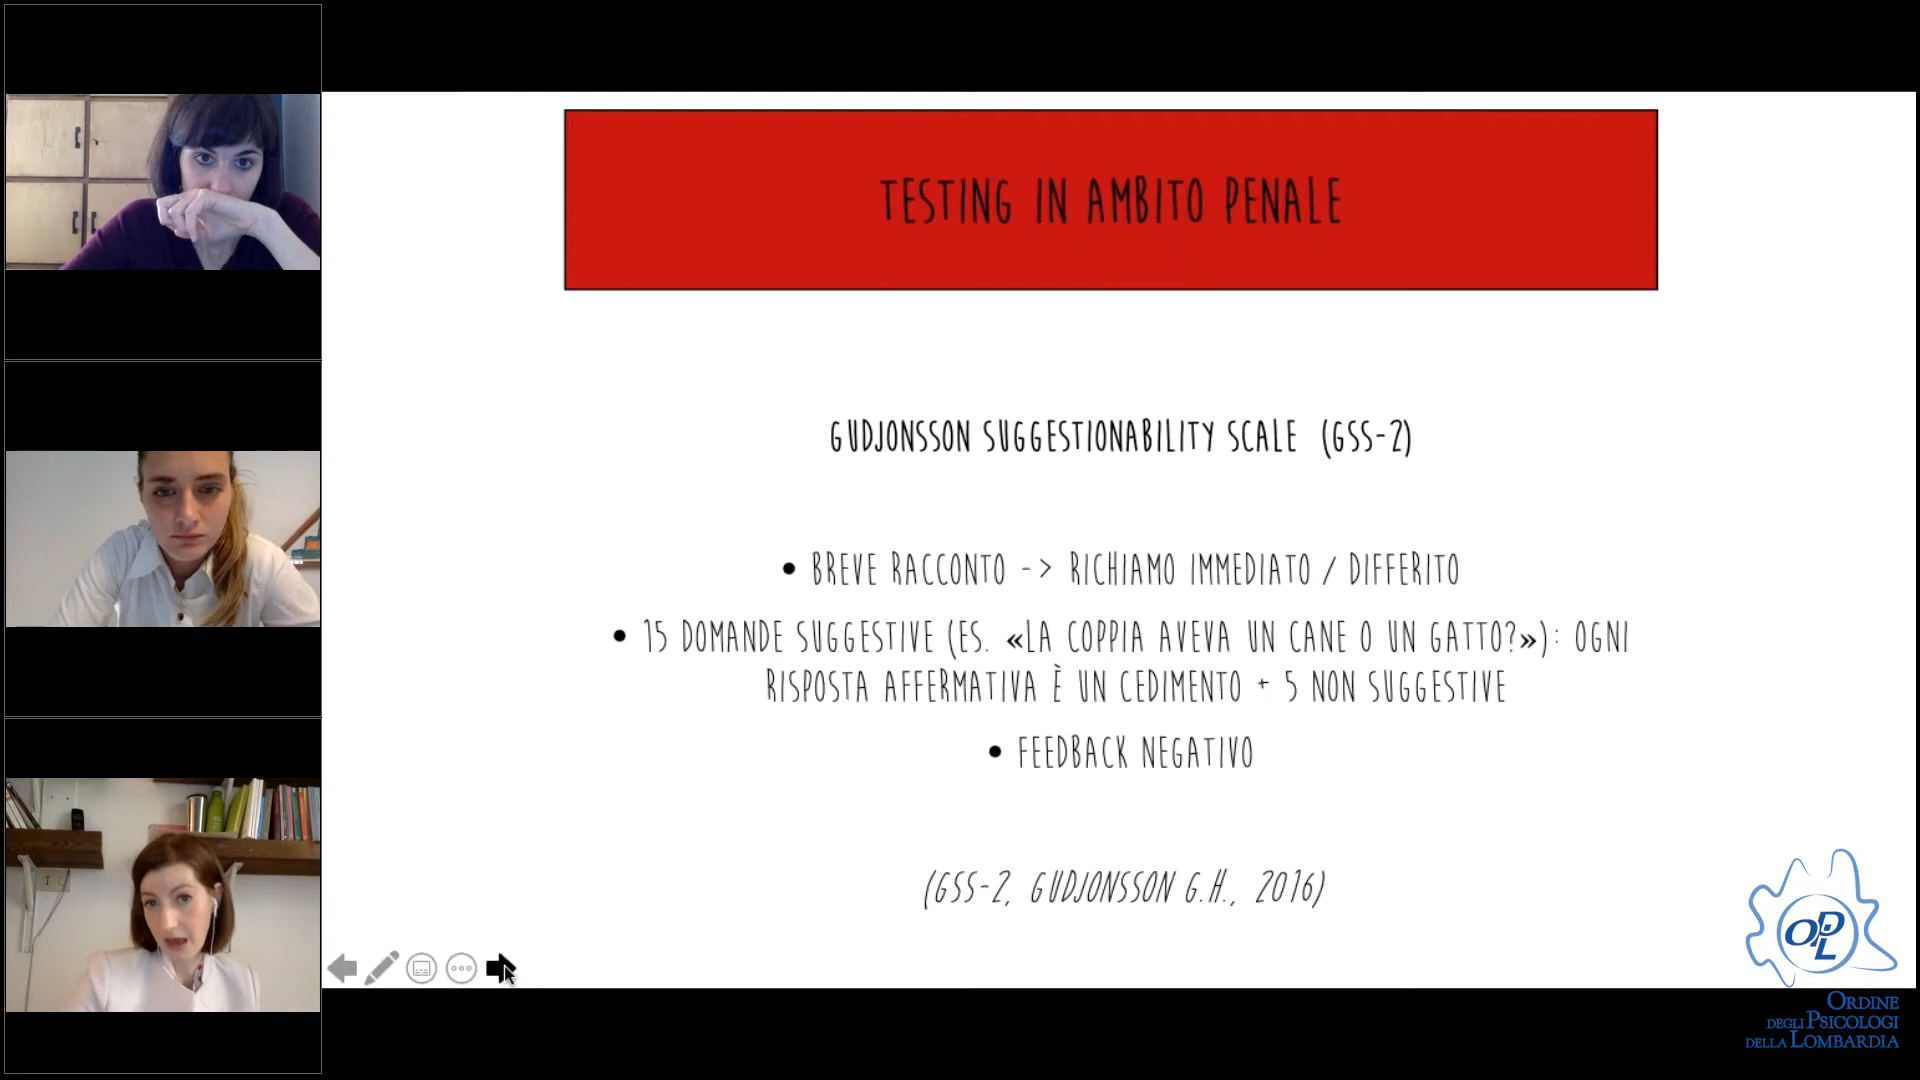 TESTING IN AMBITO PENALE
GUDJONSSON SUGGESTIONABILITY SCALE (GSS-2)
• BREVE RACCONTO -> RICHIAMO IMMEDIATO / DIFFERITO
• 15 DOMANDE SUGGESTIVE (ES. «LA COPPIA AVEVA UN CANE O UN GATTO?»): OGNI
RISPOSTA AFFERMATIVA È UN CEDIMENTO + 5 NON SUGGESTIVE
• FEEDBACK NEGATIVO
(GSS-2, GUDJONSSON G.H., 2016)
OPL
ORDINE
DEGLI PSICOLOGI
DELLA LOMBARDIA